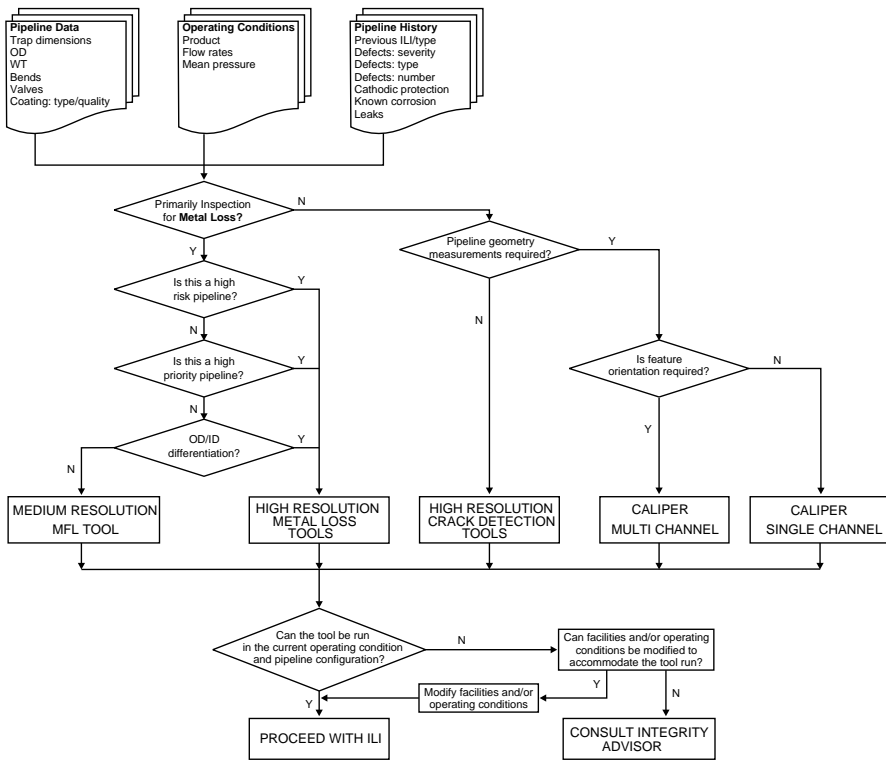 Pipeline Data
Trap dimensions
OD
WT
Bends
Valves
Coating: type/quality
Operating Conditions
Product
Flow rates
Mean pressure
Pipeline History
Previous ILI/type
Defects: severity
Defects: type
Defects: number
Cathodic protection
Known corrosion
Leaks
Primarily Inspection
for Metal Loss?
N
Y
Pipeline geometry
measurements required?
Y
N
Is this a high
risk pipeline?
Y
N
Is this a high
priority pipeline?
Y
N
Is feature
orientation required?
N
Y
OD/ID
differentiation?
Y
N
MEDIUM RESOLUTION
MFL TOOL
HIGH RESOLUTION
METAL LOSS
TOOLS
HIGH RESOLUTION
CRACK DETECTION
TOOLS
CALIPER
MULTI CHANNEL
CALIPER
SINGLE CHANNEL
Can the tool be run
in the current operating condition
and pipeline configuration?
N
Y
Can facilities and/or operating
conditions be modified to
accommodate the tool run?
Y
N
Modify facilities and/or
operating conditions
PROCEED WITH ILI
CONSULT INTEGRITY
ADVISOR